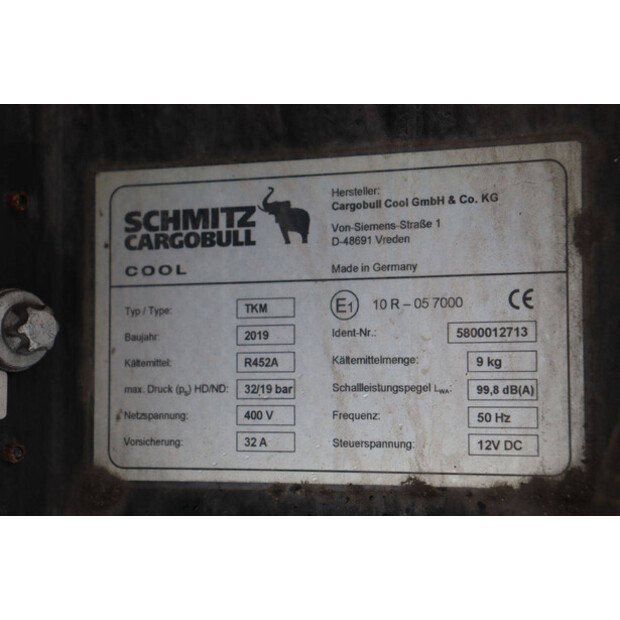 SCHMITZ
CARGOBULL
COOL
Hersteller:
Cargobull Cool GmbH & Co. KG
Von-Siemens-Straße 1
D-48691 Vreden
Made in Germany
Typ / Type: TKM
E1 10 R – 05 7000 CE
Baujahr: 2019
Ident-Nr.: 5800012713
Kältemittel: R452A
Kältemittelmenge: 9 kg
max. Druck (ps) HD/ND: 32/19 bar
Schallleistungspegel LWA: 99,8 dB(A)
Netzspannung: 400 V
Frequenz: 50 Hz
Vorsicherung: 32 A
Steuerspannung: 12V DC